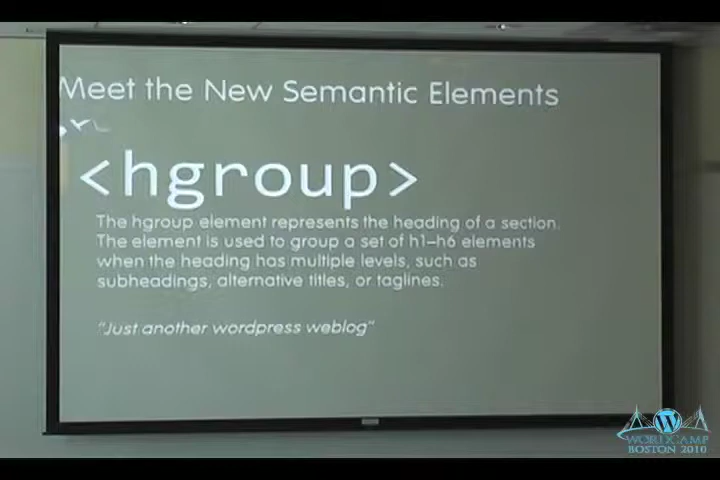 Meet the New Semantic Elements
<hgroup>
The hgroup element represents the heading of a section.
The element is used to group a set of h1–h6 elements
when the heading has multiple levels, such as
subheadings, alternative titles, or taglines.
"Just another wordpress weblog"
WORDCAMP
BOSTON 2010